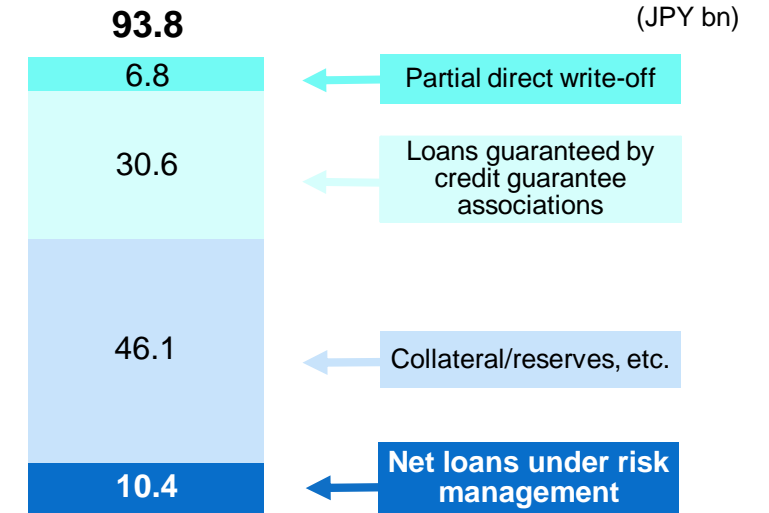 93.8
(JPY bn)
6.8
Partial direct write-off
30.6
Loans guaranteed by
credit guarantee
associations
46.1
Collateral/reserves, etc.
10.4
Net loans under risk
management